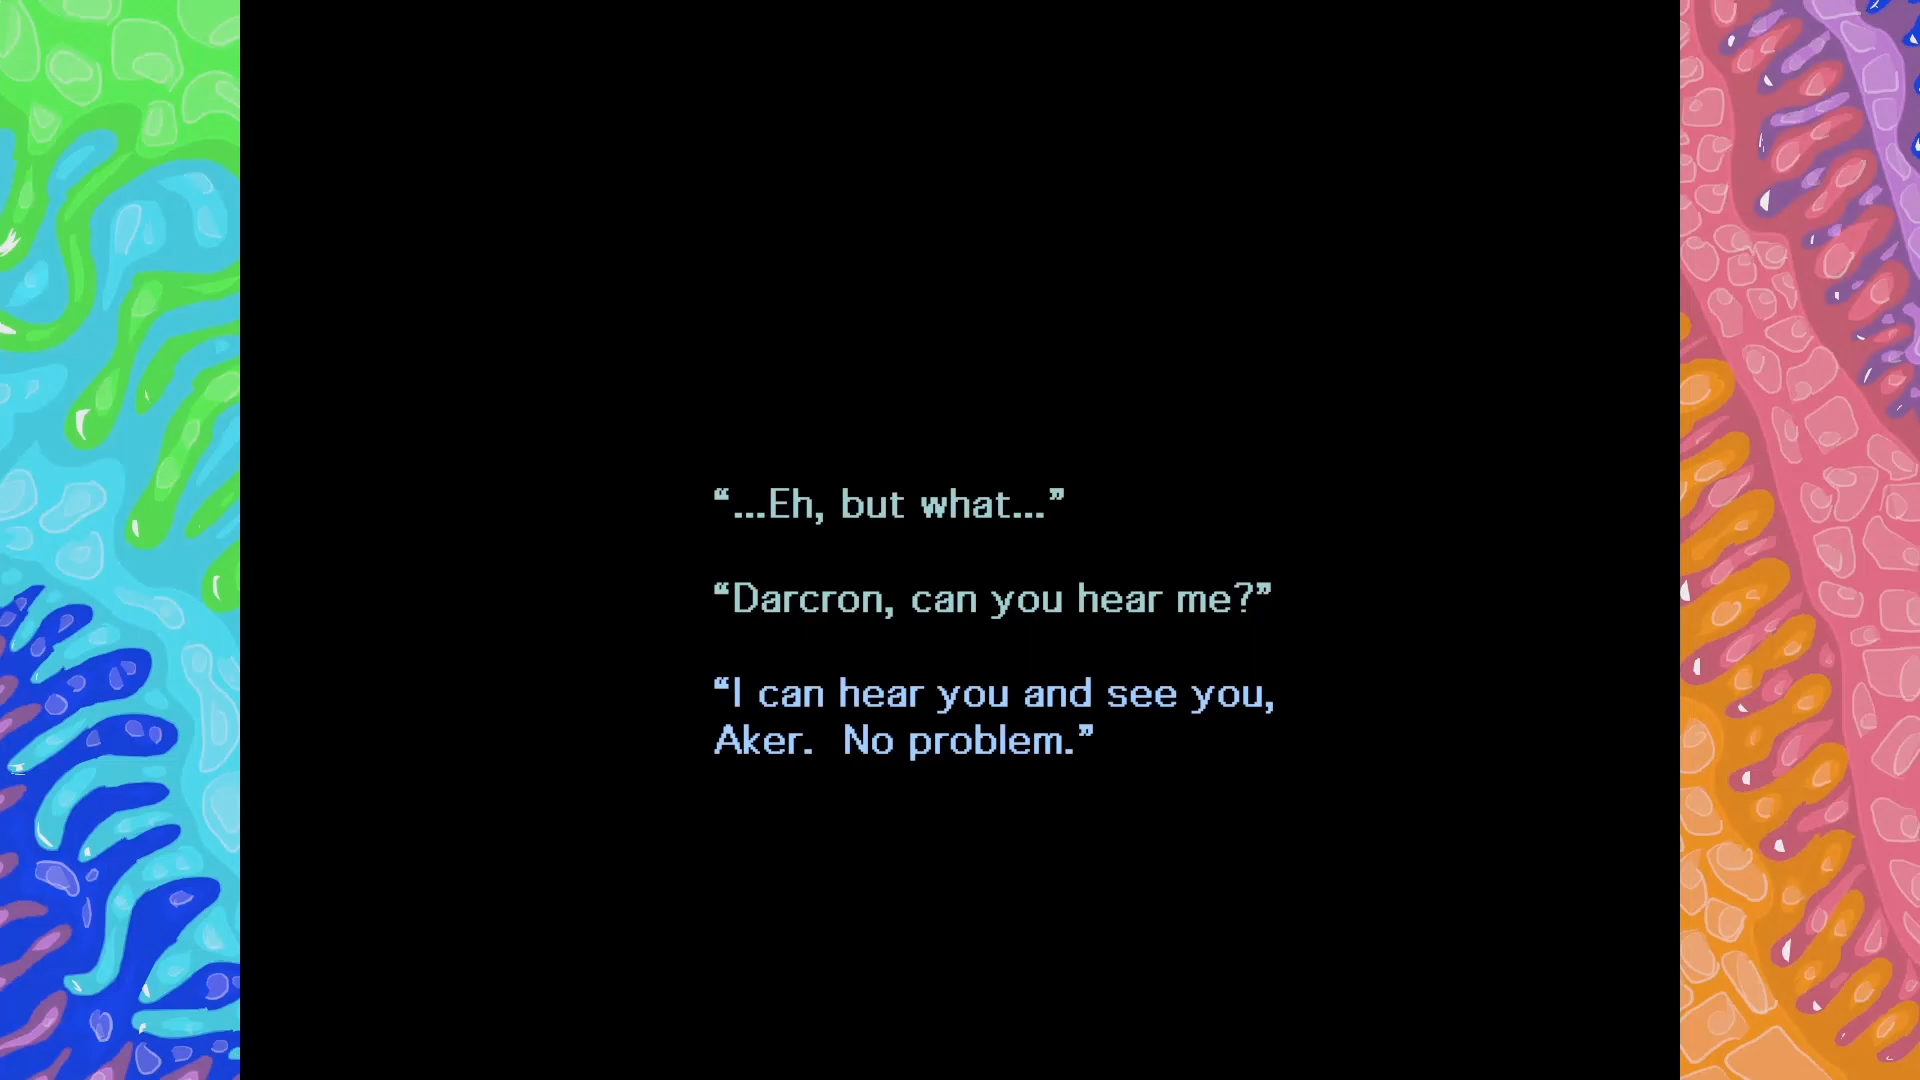 “...Eh, but what...”
“Darcron, can you hear me?”
“I can hear you and see you,
Aker.  No problem.”